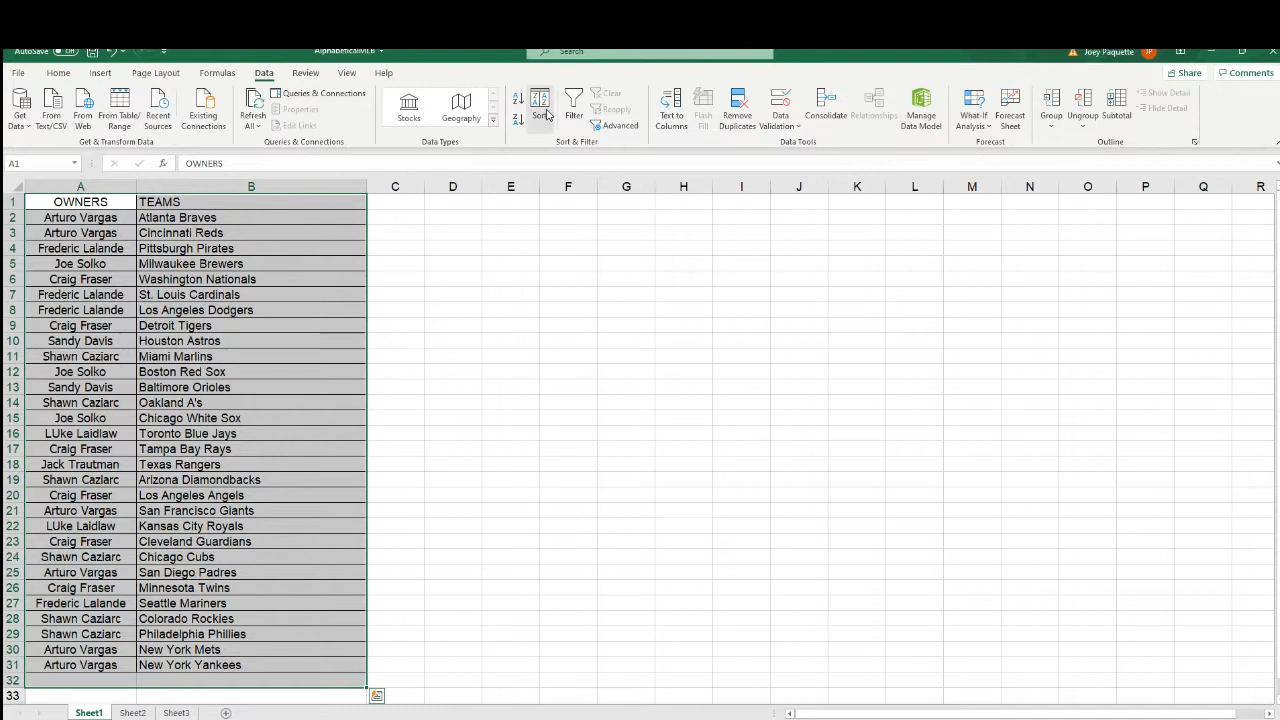 AutoSave Off AlphabeticalMLB Search Joey Paquette JP
File Home Insert Page Layout Formulas Data Review View Help Share Comments
Get Data From Text/CSV From Web From Table/Range Recent Sources Existing Connections
Get & Transform Data
Refresh All Queries & Connections Properties Edit Links
Queries & Connections
Stocks Geography
Data Types
Sort Filter Clear Reapply Advanced
Sort & Filter
Text to Columns Flash Fill Remove Duplicates Data Validation Consolidate Relationships Manage Data Model
Data Tools
What-If Analysis Forecast Sheet
Forecast
Group Ungroup Subtotal Show Detail Hide Detail
Outline
A1 fx OWNERS
A B C D E F G H I J K L M N O P Q R
1 OWNERS TEAMS
2 Arturo Vargas Atlanta Braves
3 Arturo Vargas Cincinnati Reds
4 Frederic Lalande Pittsburgh Pirates
5 Joe Solko Milwaukee Brewers
6 Craig Fraser Washington Nationals
7 Frederic Lalande St. Louis Cardinals
8 Frederic Lalande Los Angeles Dodgers
9 Craig Fraser Detroit Tigers
10 Sandy Davis Houston Astros
11 Shawn Caziarc Miami Marlins
12 Joe Solko Boston Red Sox
13 Sandy Davis Baltimore Orioles
14 Shawn Caziarc Oakland A's
15 Joe Solko Chicago White Sox
16 LUke Laidlaw Toronto Blue Jays
17 Craig Fraser Tampa Bay Rays
18 Jack Trautman Texas Rangers
19 Shawn Caziarc Arizona Diamondbacks
20 Craig Fraser Los Angeles Angels
21 Arturo Vargas San Francisco Giants
22 LUke Laidlaw Kansas City Royals
23 Craig Fraser Cleveland Guardians
24 Shawn Caziarc Chicago Cubs
25 Arturo Vargas San Diego Padres
26 Craig Fraser Minnesota Twins
27 Frederic Lalande Seattle Mariners
28 Shawn Caziarc Colorado Rockies
29 Shawn Caziarc Philadelphia Phillies
30 Arturo Vargas New York Mets
31 Arturo Vargas New York Yankees
32
33
Sheet1 Sheet2 Sheet3